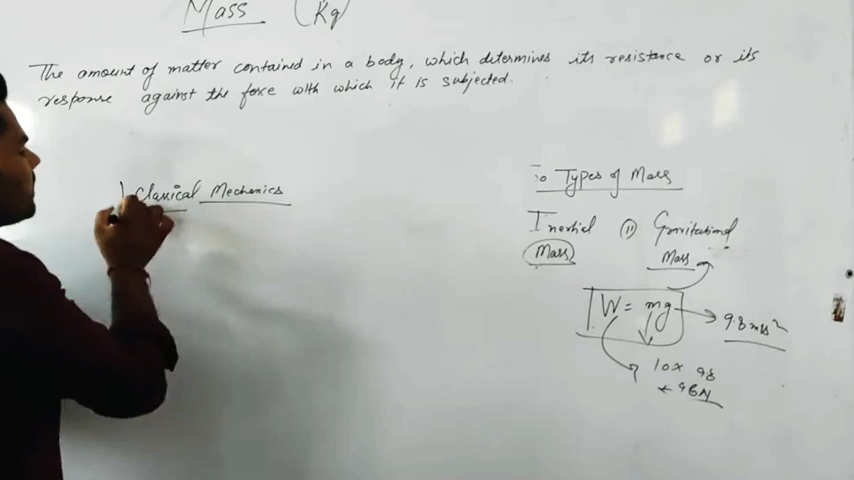 Mass (Kg)
The amount of matter contained in a body, which determines its resistance or its
response against the force with which it is subjected.
1 Classical Mechanics
Types of Mass
Inertial Mass
(ii) Gravitational Mass
W = mg
9.8 m/s²
10 x 98